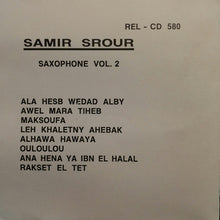 REL - CD 580
SAMIR SROUR
SAXOPHONE VOL. 2
ALA HESB WEDAD ALBY
AWEL MARA TIHEB
MAKSOUFA
LEH KHALETNY AHEBAK
ALHAWA HAWAYA
OULOULOU
ANA HENA YA IBN EL HALAL
RAKSET EL TET